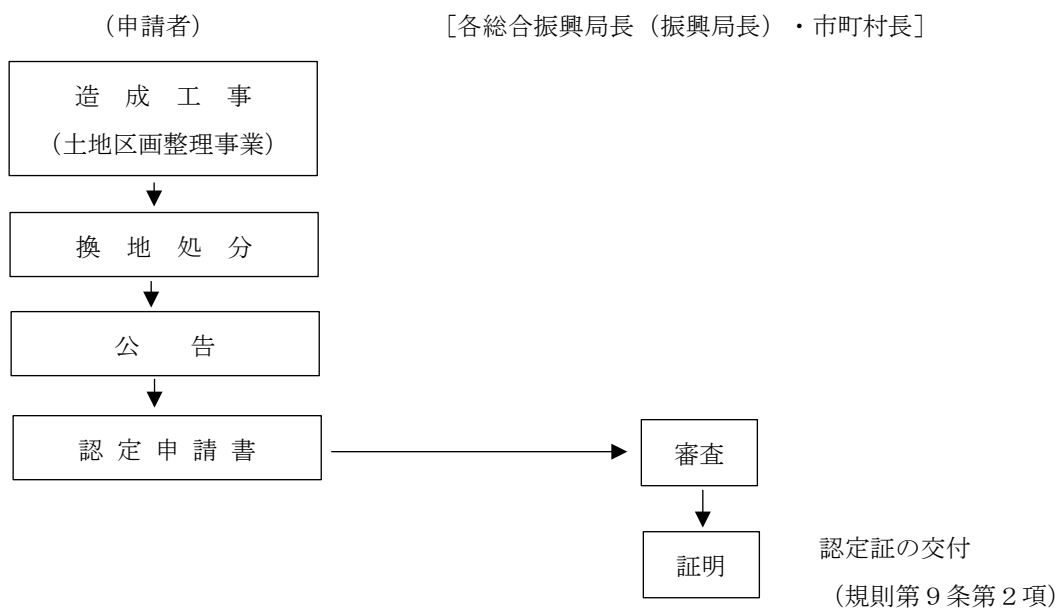 (申請者)
[各総合振興局長(振興局長)・市町村長]
造 成 工 事
(土地区画整理事業)
換 地 処 分
公 告
認 定 申 請 書
審査
証明
認定証の交付
(規則第9条第2項)